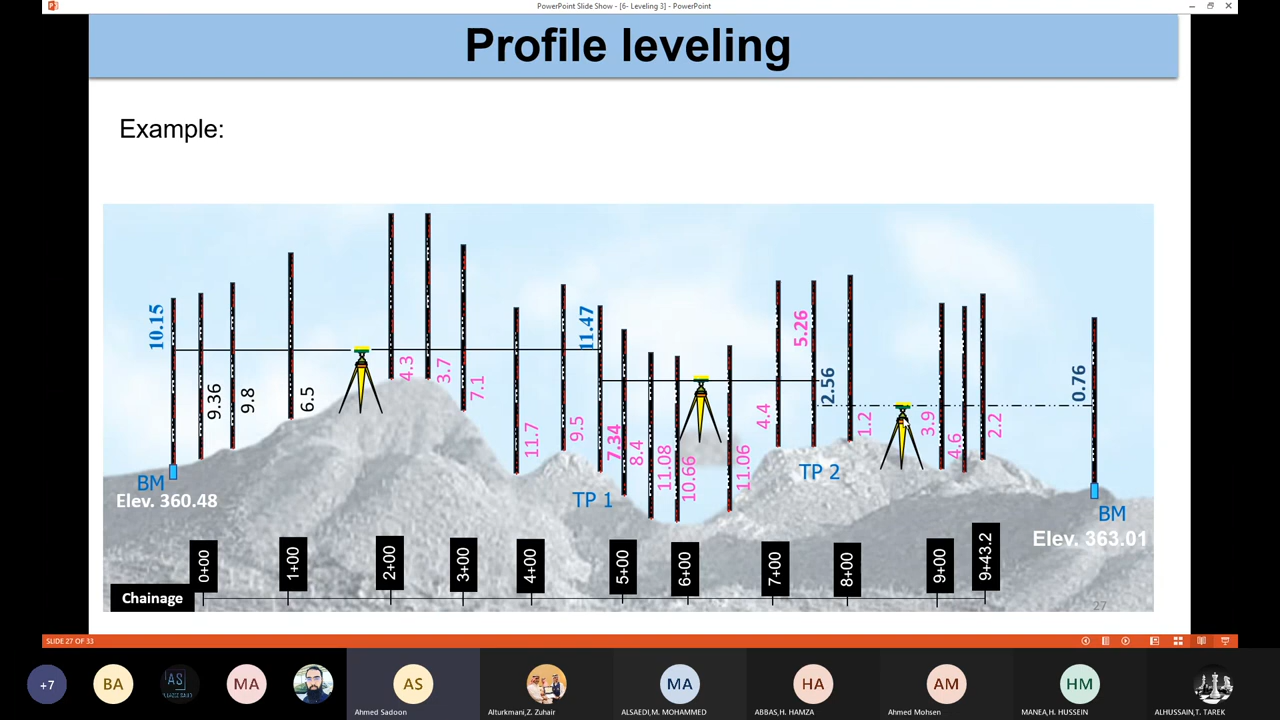 PowerPoint Slide Show - [6- Leveling 3] - PowerPoint
Profile leveling
Example:
10.15
9.36
9.8
6.5
4.3
3.7
7.1
11.7
9.5
11.47
7.34
8.4
11.08
10.66
11.06
4.4
5.26
2.56
1.2
3.9
4.6
2.2
0.76
BM
Elev. 360.48
TP 1
TP 2
BM
Elev. 363.01
Chainage
0+00
1+00
2+00
3+00
4+00
5+00
6+00
7+00
8+00
9+00
9+43.2
27
SLIDE 27 OF 33
+7
BA
AS
MA
AS
MA
HA
AM
HM
Ahmed Sadoon
Alturkmani,Z. Zuhair
ALSAEDI,M. MOHAMMED
ABBAS,H. HAMZA
Ahmed Mohsen
MANEA,H. HUSSEIN
ALHUSSAIN,T. TAREK